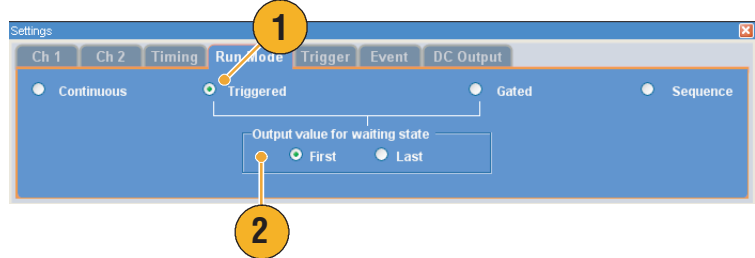 Settings
1
Ch 1 Ch 2 Timing Run Mode Trigger Event DC Output
Continuous Triggered Gated Sequence
Output value for waiting state
First Last
2